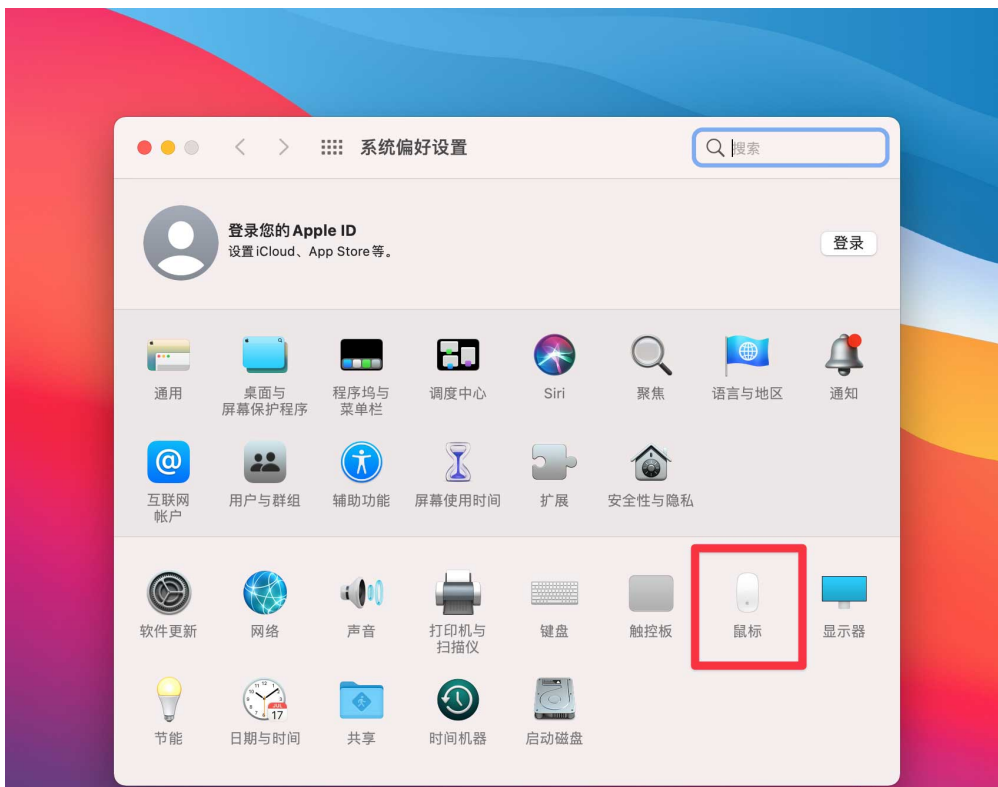 系统偏好设置
搜索
登录您的 Apple ID
设置 iCloud、App Store 等。
登录
通用
桌面与
屏幕保护程序
程序坞与
菜单栏
调度中心
Siri
聚焦
语言与地区
通知
互联网
帐户
用户与群组
辅助功能
屏幕使用时间
扩展
安全性与隐私
软件更新
网络
声音
打印机与
扫描仪
键盘
触控板
鼠标
显示器
节能
JUL
17
日期与时间
共享
时间机器
启动磁盘